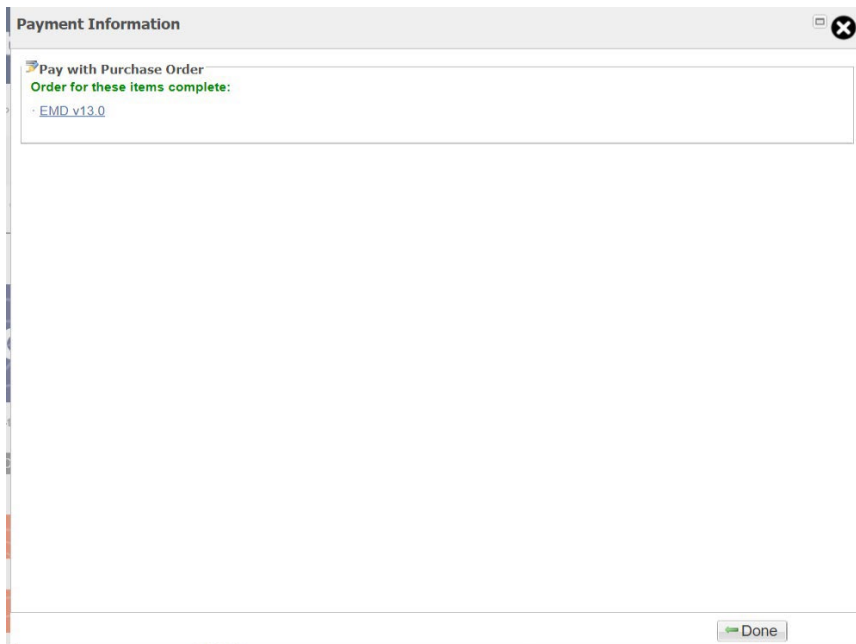 Payment Information
Pay with Purchase Order
Order for these items complete:
· EMD v13.0
Done